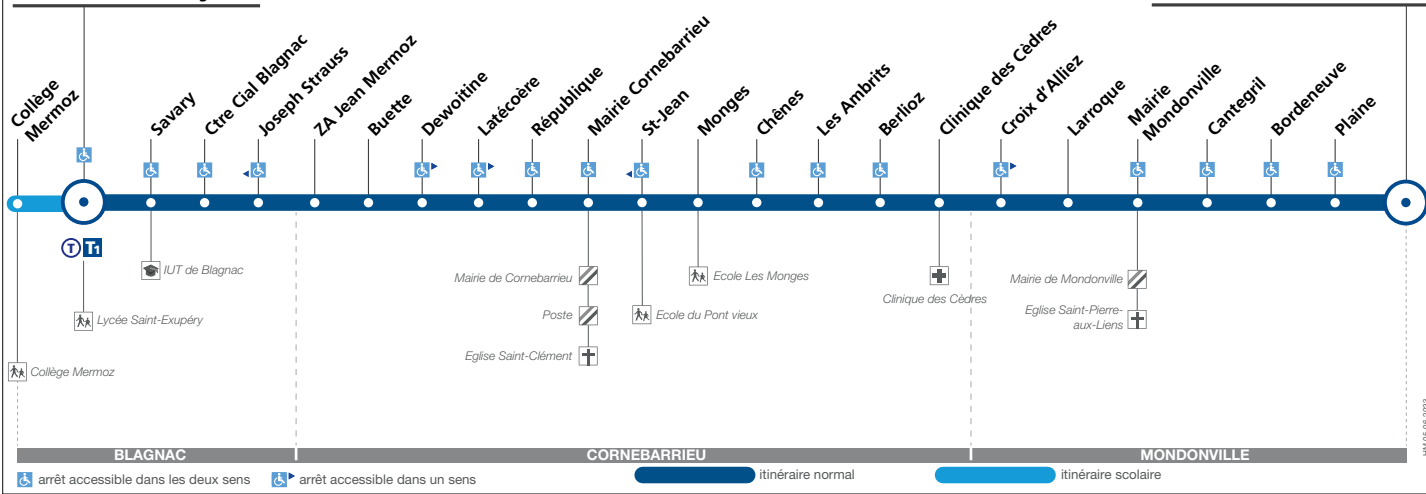 Collège
Mermoz
Savary
Ctre Cial Blagnac
Joseph Strauss
ZA Jean Mermoz
Buette
Dewoitine
Latécoère
République
Mairie Cornebarrieu
St-Jean
Monges
Chênes
Les Ambrits
Berlioz
Clinique des Cèdres
Croix d'Alliez
Larroque
Mairie
Mondonville
Cantegril
Bordeneuve
Plaine
T T1
IUT de Blagnac
Lycée Saint-Exupéry
Collège Mermoz
Mairie de Cornebarrieu
Poste
Eglise Saint-Clément
Ecole Les Monges
Ecole du Pont vieux
Clinique des Cèdres
Mairie de Mondonville
Eglise Saint-Pierre-
aux-Liens
BLAGNAC
CORNEBARRIEU
MONDONVILLE
arrêt accessible dans les deux sens
arrêt accessible dans un sens
itinéraire normal
itinéraire scolaire